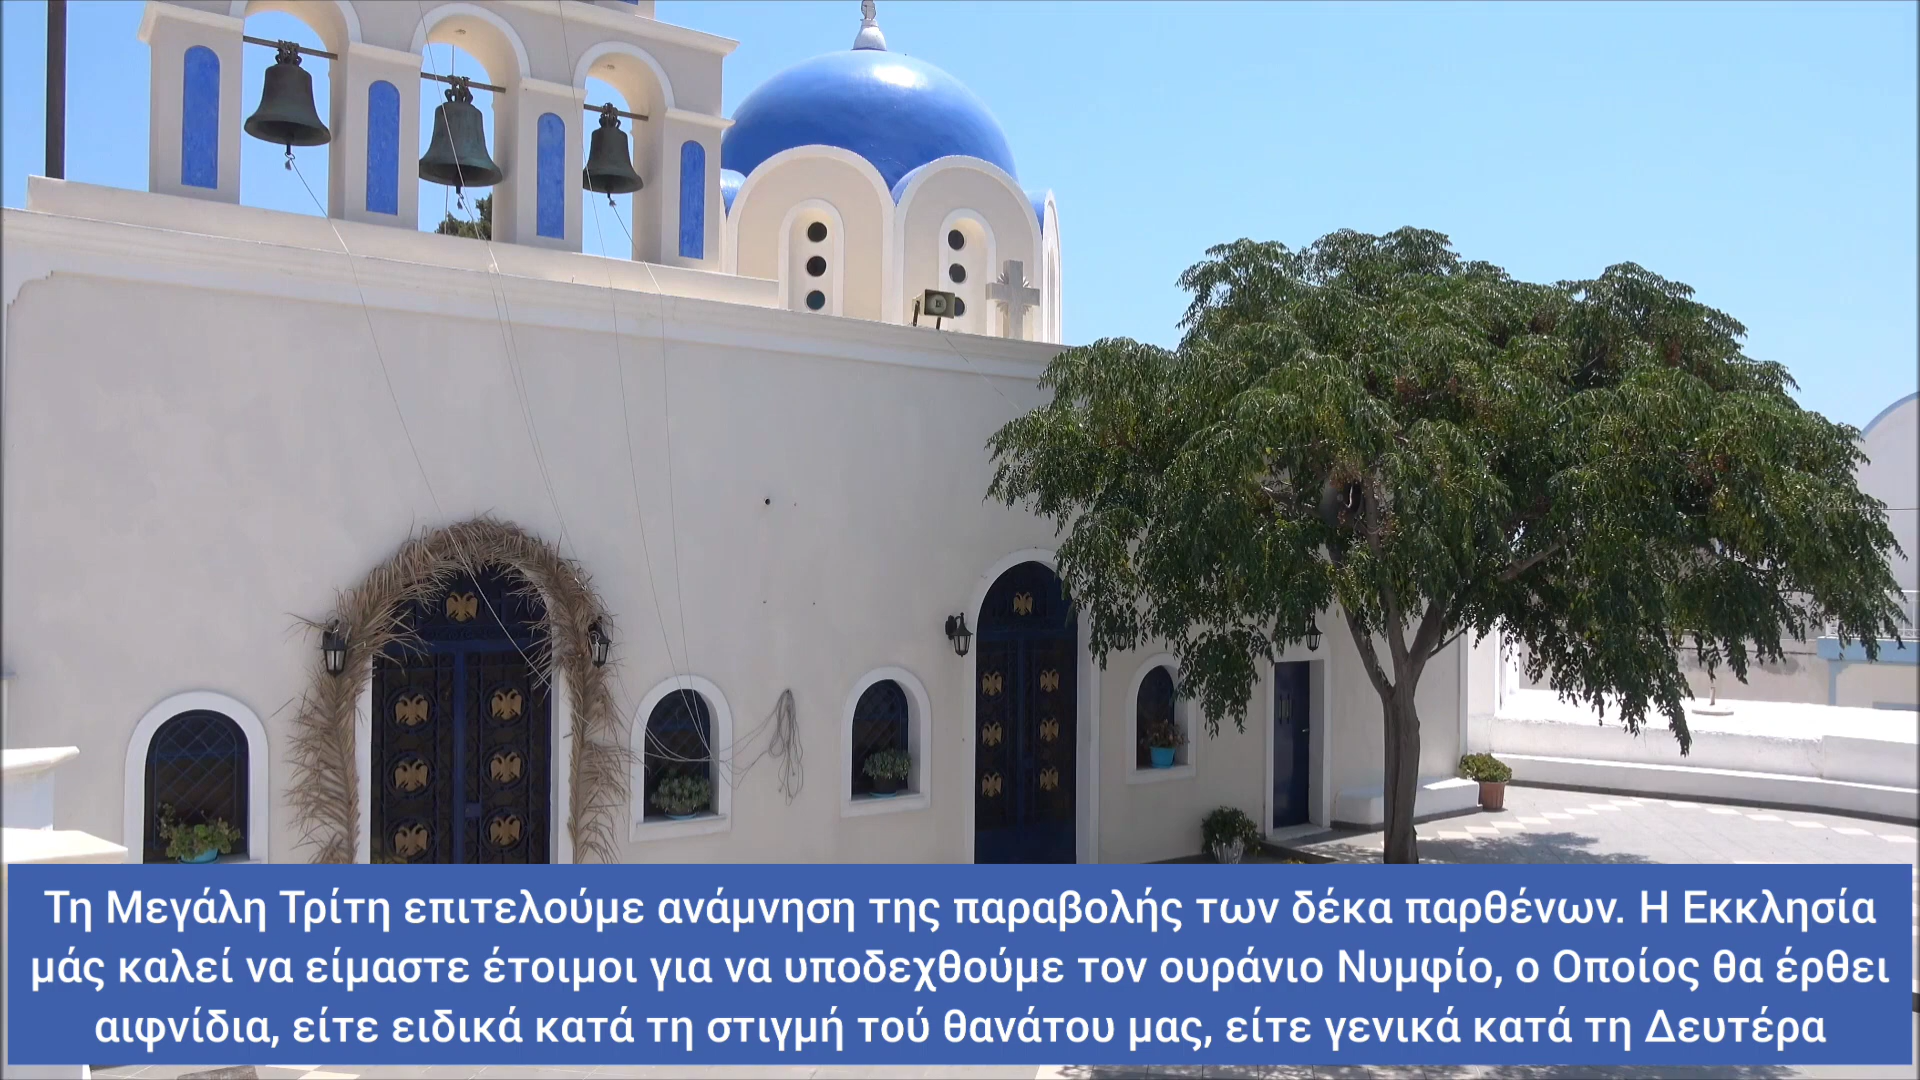 Τη Μεγάλη Τρίτη επιτελούμε ανάμνηση της παραβολής των δέκα παρθένων. Η Εκκλησία
μάς καλεί να είμαστε έτοιμοι για να υποδεχθούμε τον ουράνιο Νυμφίο, ο Οποίος θα έρθει
αιφνίδια, είτε ειδικά κατά τη στιγμή τού θανάτου μας, είτε γενικά κατά τη Δευτέρα